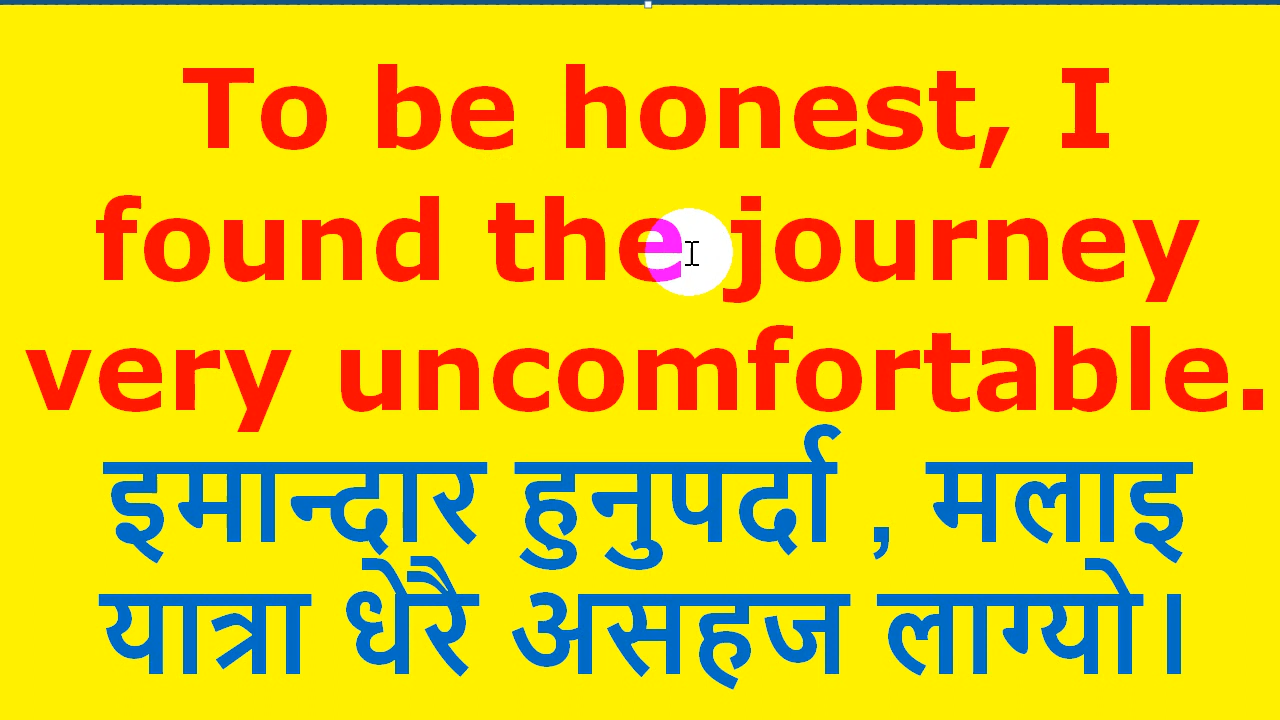 To be honest, I
found the journey
very uncomfortable.
इमान्दार हुनुपर्दा , मलाइ
यात्रा धेरै असहज लाग्यो।